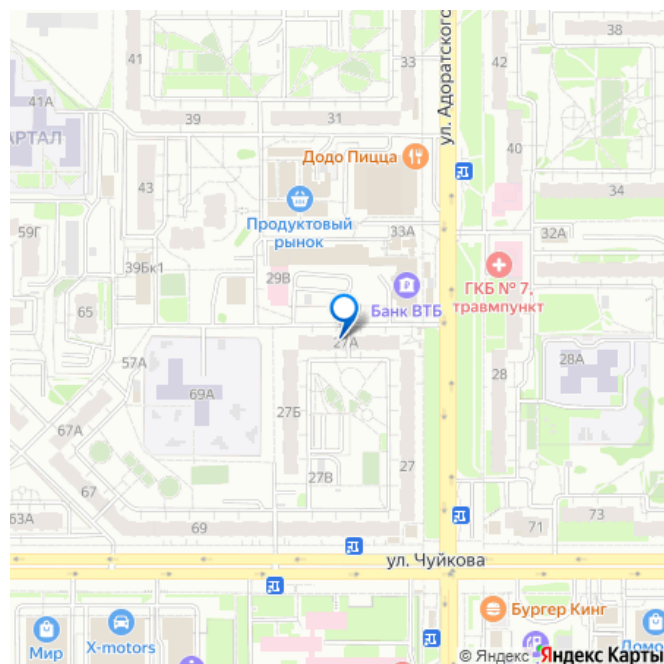 38
41
33
42
ул. Адоратского
41А
39
31
АРТАЛ
40
Додо Пицца
43
34
Продуктовый
рынок
59Г
33А
32А
39Бк1
29В
ГКБ № 7,
травмпункт
65
Банк ВТБ
27А
57А
28А
28
69А
27Б
67А
27В
27
67
63А
69
71
73
ул. Чуйкова
Бургер Кинг
Мир
X-motors
Домо
© Яндекс Яндекс Карты